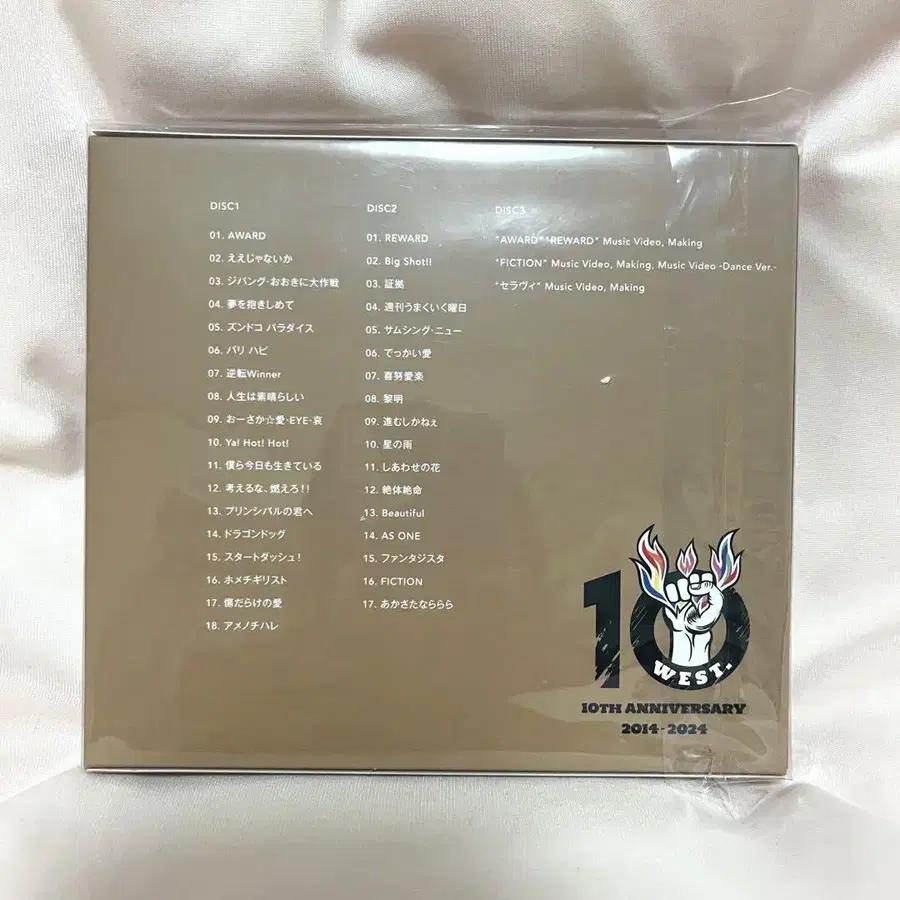 DISC1
01. AWARD
02. ええじゃないか
03. ジパング・おおきに大作戦
04. 夢を抱きしめて
05. ズンドコ パラダイス
06. バリ ハピ
07. 逆転Winner
08. 人生は素晴らしい
09. おーさか☆愛・EYE・哀
10. Ya! Hot! Hot!
11. 僕ら今日も生きている
12. 考えるな、燃えろ!!
13. プリンシパルの君へ
14. ドラゴンドッグ
15. スタートダッシュ!
16. ホメチギリスト
17. 傷だらけの愛
18. アメノチハレ
DISC2
01. REWARD
02. Big Shot!!
03. 証拠
04. 週刊うまくいく曜日
05. サムシング・ニュー
06. でっかい愛
07. 喜努愛楽
08. 黎明
09. 進むしかねぇ
10. 星の雨
11. しあわせの花
12. 絶体絶命
13. Beautiful
14. AS ONE
15. ファンタジスタ
16. FICTION
17. あかさたなららら
DISC3
"AWARD" "REWARD" Music Video, Making
"FICTION" Music Video, Making, Music Video -Dance Ver.-
"セラヴィ" Music Video, Making
10
WEST.
10TH ANNIVERSARY
2014-2024